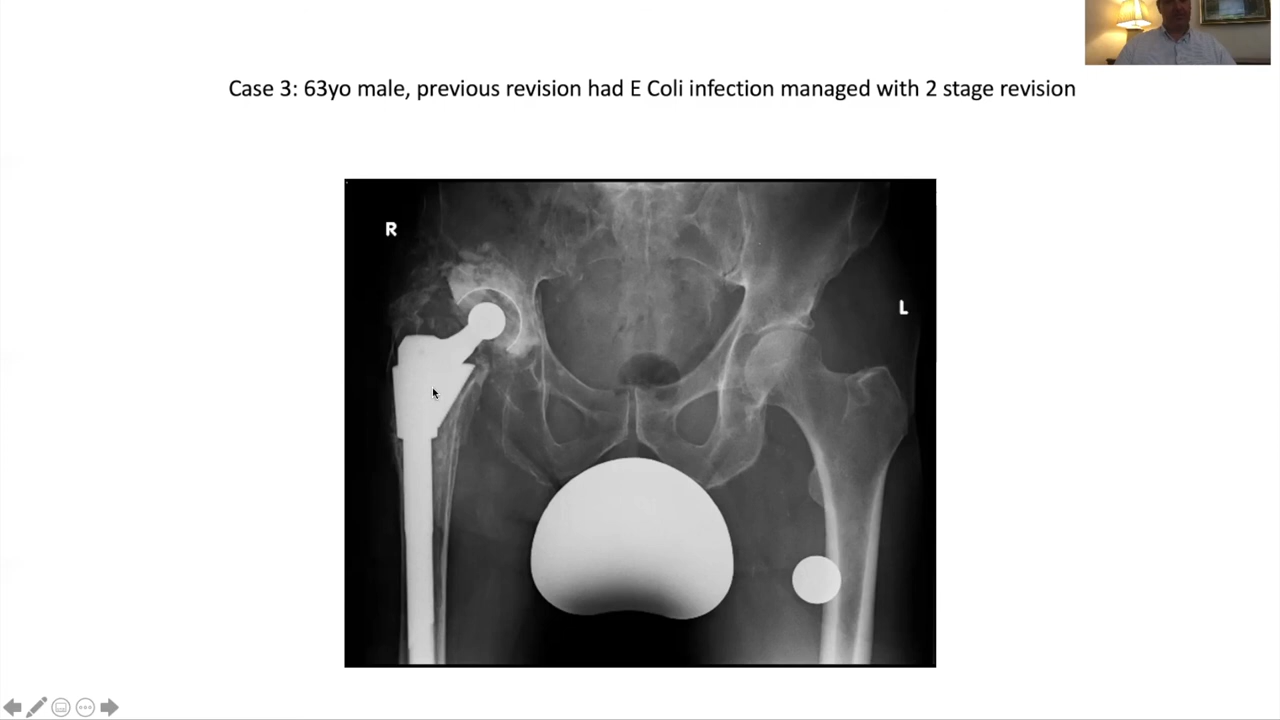 Case 3: 63yo male, previous revision had E Coli infection managed with 2 stage revision
R
L